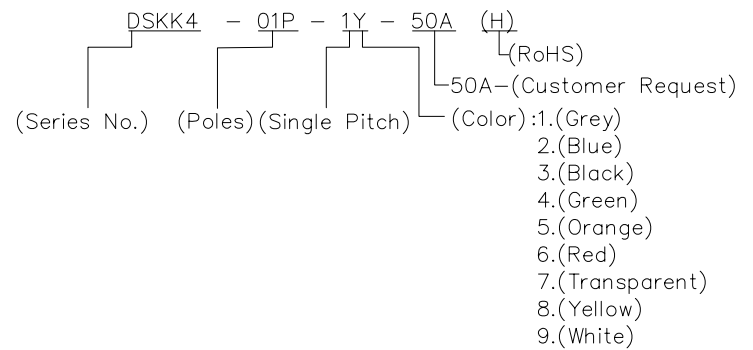 DSKK4 - 01P - 1Y - 50A (H)
(RoHS)
50A-(Customer Request)
(Series No.) (Poles) (Single Pitch) (Color):1.(Grey)
2.(Blue)
3.(Black)
4.(Green)
5.(Orange)
6.(Red)
7.(Transparent)
8.(Yellow)
9.(White)